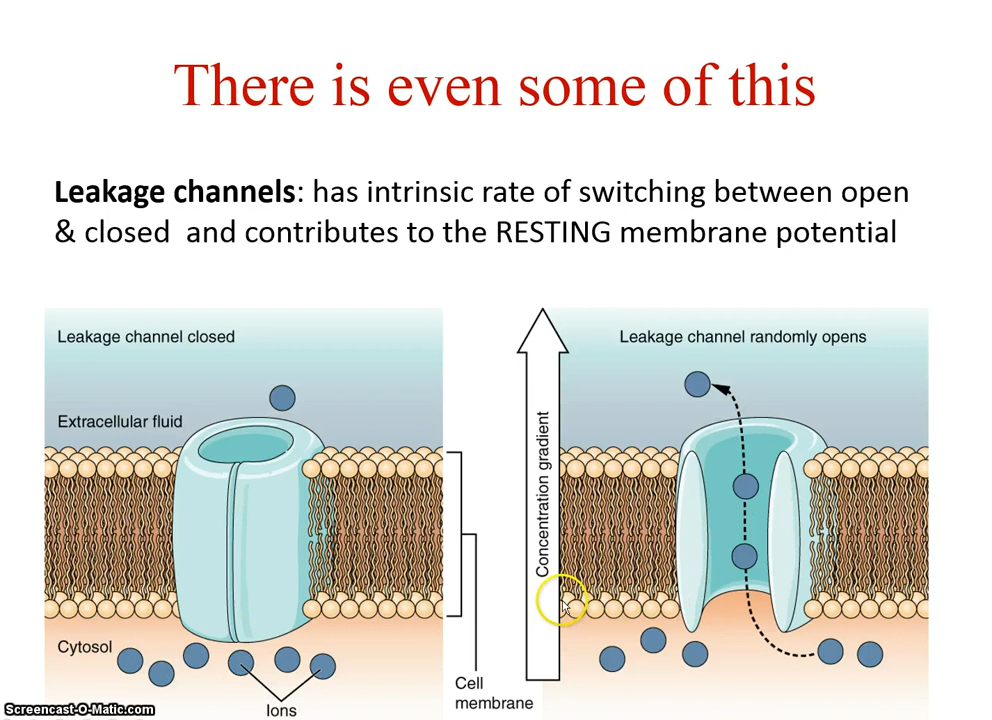 There is even some of this
Leakage channels: has intrinsic rate of switching between open
& closed  and contributes to the RESTING membrane potential
Leakage channel closed
Extracellular fluid
Cytosol
Ions
Cell
membrane
Concentration gradient
Leakage channel randomly opens
Screencast-O-Matic.com